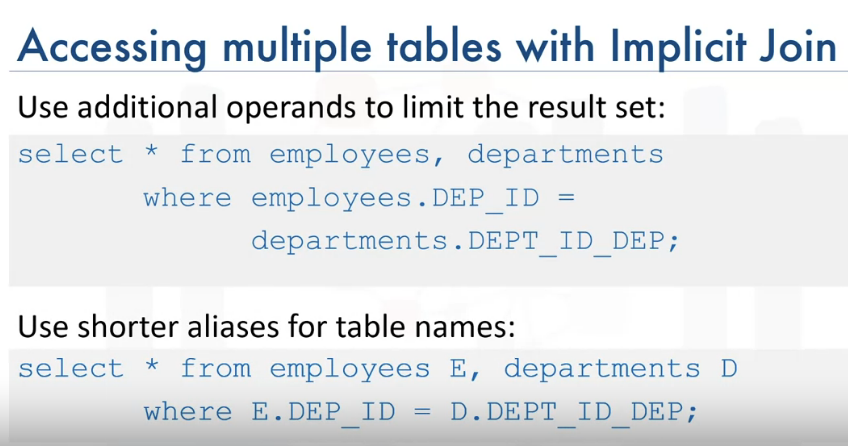 Accessing multiple tables with Implicit Join
Use additional operands to limit the result set:
select * from employees, departments
where employees.DEP_ID =
departments.DEPT_ID_DEP;
Use shorter aliases for table names:
select * from employees E, departments D
where E.DEP_ID = D.DEPT_ID_DEP;